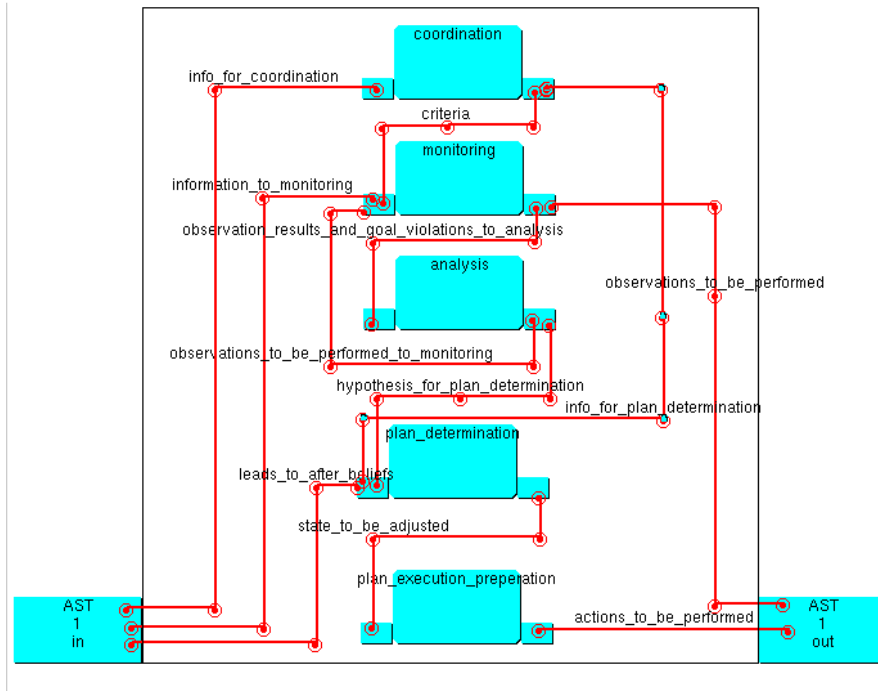 coordination
info_for_coordination
criteria
monitoring
information_to_monitoring
observation_results_and_goal_violations_to_analysis
analysis
observations_to_be_performed
observations_to_be_performed_to_monitoring
hypothesis_for_plan_determination
info_for_plan_determination
plan_determination
leads_to_after_beliefs
state_to_be_adjusted
plan_execution_preperation
AST
1
in
actions_to_be_performed
AST
1
out